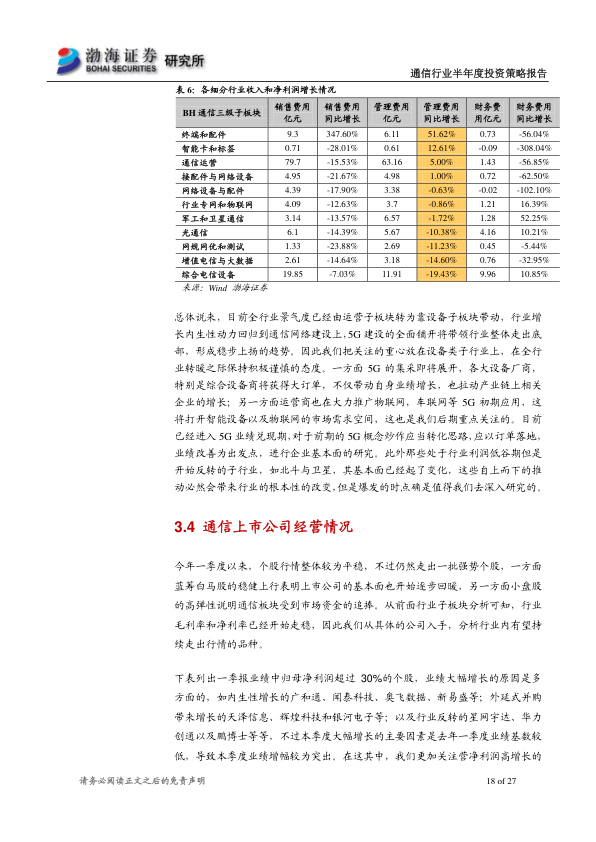 渤海证券 研究所
BOHAI SECURITIES
通信行业半年度投资策略报告
表 6：各细分行业收入和净利润增长情况
BH 通信三级子板块 销售费用亿元 销售费用同比增长 管理费用亿元 管理费用同比增长 财务费用亿元 财务费用同比增长
终端和配件 9.3 347.60% 6.11 51.62% 0.73 -56.04%
智能卡和标签 0.71 -28.01% 0.61 12.61% -0.09 -308.04%
通信运营 79.7 -15.53% 63.16 5.00% 1.43 -56.85%
接配件与网络设备 4.95 -21.67% 4.98 1.00% 0.72 -62.50%
网络设备与配件 4.39 -17.90% 3.38 -0.63% -0.02 -102.10%
行业专网和物联网 4.09 -12.63% 3.7 -0.86% 1.21 16.39%
军工和卫星通信 3.14 -13.57% 6.57 -1.72% 1.28 52.25%
光通信 6.1 -14.39% 5.67 -10.38% 4.16 10.21%
网规网优和测试 1.33 -23.88% 2.69 -11.23% 0.45 -5.44%
增值电信与大数据 2.61 -14.64% 3.18 -14.60% 0.76 -32.95%
综合电信设备 19.85 -7.03% 11.91 -19.43% 9.96 10.85%
来源：Wind 渤海证券
总体说来，目前全行业景气度已经由运营子板块转为靠设备子板块带动，行业增
长内生性动力回归到通信网络建设上，5G 建设的全面铺开将带领行业整体走出底
部，形成稳步上扬的趋势。因此我们把关注的重心放在设备类子行业上，在全行
业转暖之际保持积极谨慎的态度。一方面 5G 的集采即将展开，各大设备厂商，
特别是综合设备商将获得大订单，不仅带动自身业绩增长，也拉动产业链上相关
企业的增长；另一方面运营商也在大力推广物联网，车联网等 5G 初期应用，这
将打开智能设备以及物联网的市场需求空间，这也是我们后期重点关注的。目前
已经进入 5G 业绩兑现期，对于前期的 5G 概念炒作应当转化思路，应以订单落地，
业绩改善为出发点，进行企业基本面的研究。此外那些处于行业利润低谷期但是
开始反转的子行业，如北斗与卫星，其基本面已经起了变化，这些自上而下的推
动必然会带来行业的根本性的改变，但是爆发的时点确是值得我们去深入研究的。
3.4 通信上市公司经营情况
今年一季度以来，个股行情整体较为平稳，不过仍然走出一批强势个股，一方面
蓝筹白马股的稳健上行表明上市公司的基本面也开始逐步回暖，另一方面小盘股
的高弹性说明通信板块受到市场资金的追捧。从前面行业子板块分析可知，行业
毛利率和净利率已经开始走稳，因此我们从具体的公司入手，分析行业内有望持
续走出行情的品种。
下表列出一季报业绩中归母净利润超过 30%的个股，业绩大幅增长的原因是多
方面的，如内生性增长的广和通、闻泰科技、奥飞数据、新易盛等；外延式并购
带来增长的天泽信息、辉煌科技和银河电子等；以及行业反转的星网宇达、华力
创通以及鹏博士等等，不过本季度大幅增长的主要因素是去年一季度业绩基数较
低，导致本季度业绩增幅较为突出。在这其中，我们更加关注营净利润高增长的
请务必阅读正文之后的免责声明 18 of 27